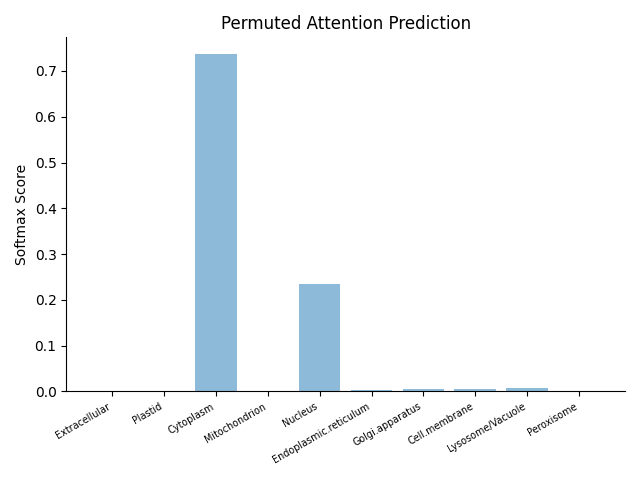 Permuted Attention Prediction
Softmax Score
0.7
0.6
0.5
0.4
0.3
0.2
0.1
0.0
Extracellular
Plastid
Cytoplasm
Mitochondrion
Nucleus
Endoplasmic.reticulum
Golgi.apparatus
Cell.membrane
Lysosome/Vacuole
Peroxisome